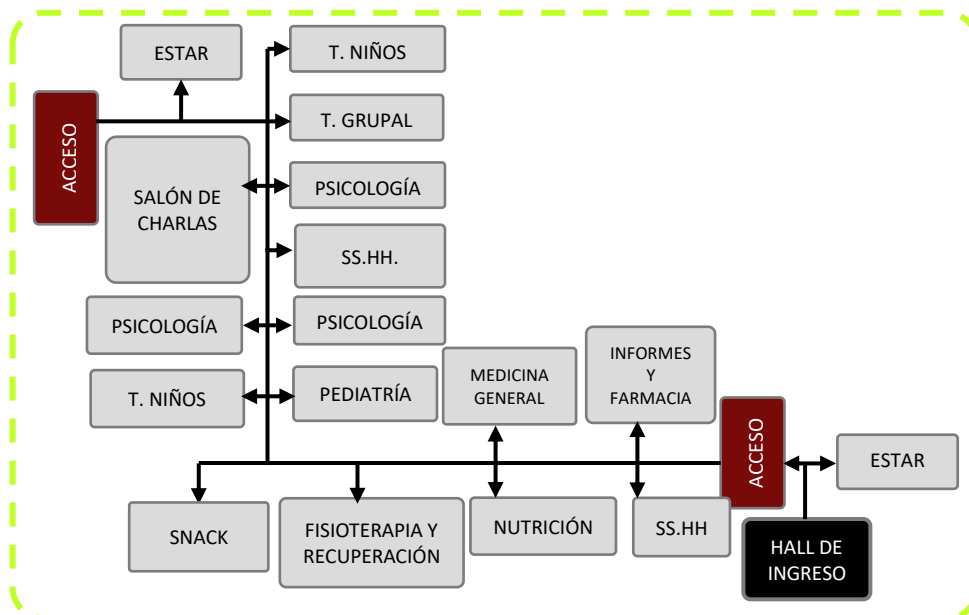 ESTAR
T. NIÑOS
ACCESO
T. GRUPAL
SALÓN DE
CHARLAS
PSICOLOGÍA
SS.HH.
PSICOLOGÍA
PSICOLOGÍA
T. NIÑOS
PEDIATRÍA
MEDICINA
GENERAL
INFORMES
Y
FARMACIA
ACCESO
ESTAR
SNACK
FISIOTERAPIA Y
RECUPERACIÓN
NUTRICIÓN
SS.HH
HALL DE
INGRESO